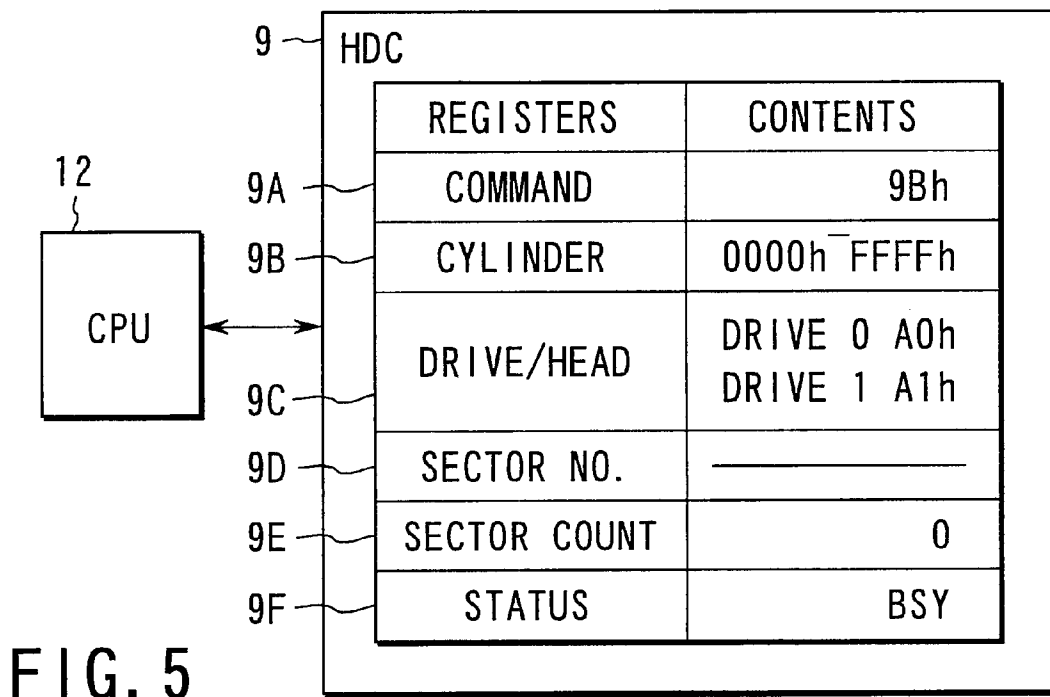 9 HDC
REGISTERS CONTENTS
12
9A COMMAND 9Bh
9B CYLINDER 0000h‾FFFFh
CPU
9C DRIVE/HEAD DRIVE 0 A0h
DRIVE 1 A1h
9D SECTOR NO. ―
9E SECTOR COUNT 0
9F STATUS BSY
FIG. 5